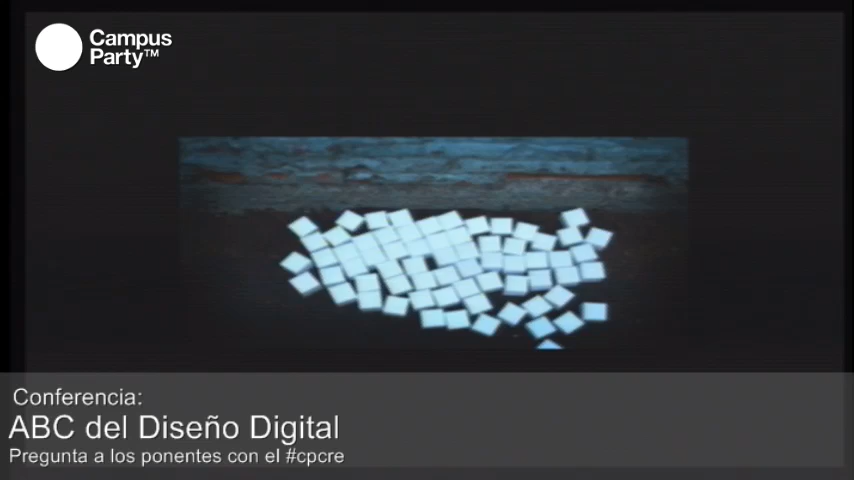 Campus
Party™
Conferencia:
ABC del Diseño Digital
Pregunta a los ponentes con el #cpcre